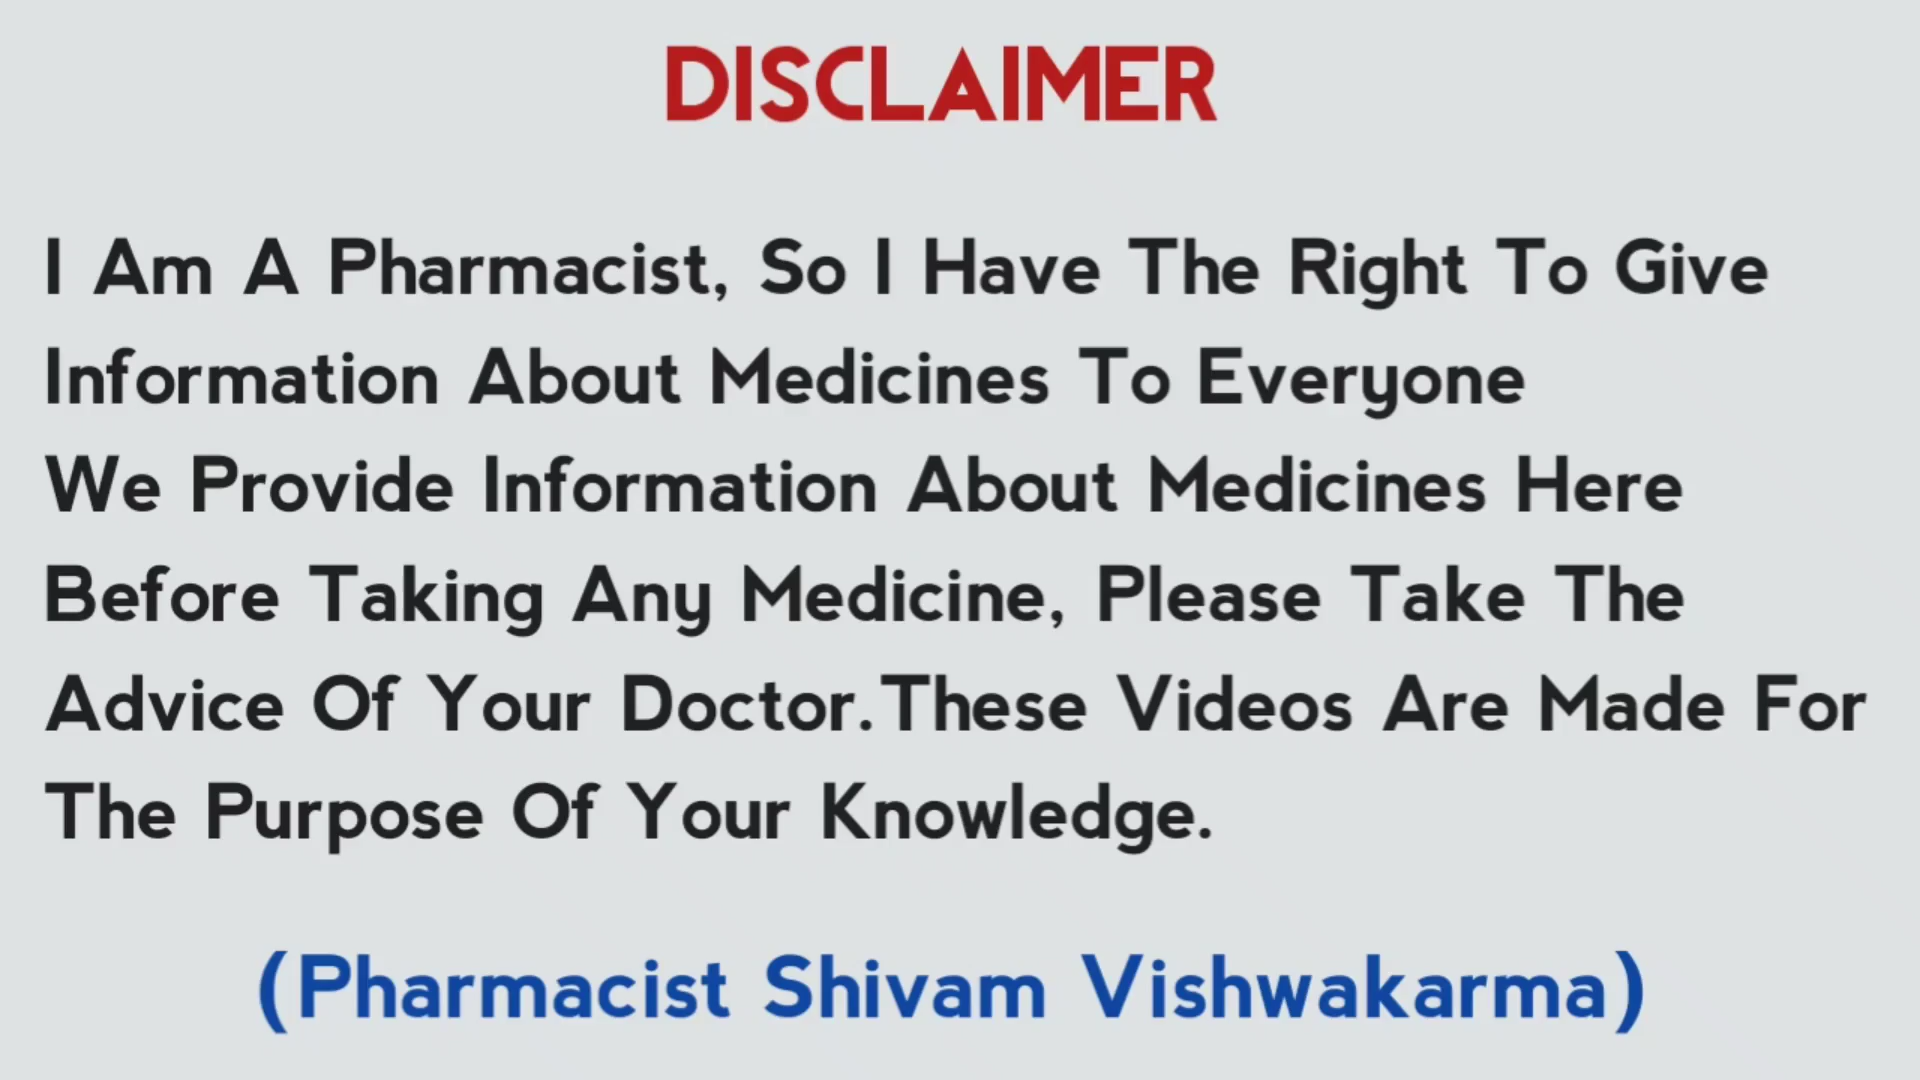 DISCLAIMER
I Am A Pharmacist, So I Have The Right To Give
Information About Medicines To Everyone
We Provide Information About Medicines Here
Before Taking Any Medicine, Please Take The
Advice Of Your Doctor.These Videos Are Made For
The Purpose Of Your Knowledge.
(Pharmacist Shivam Vishwakarma)